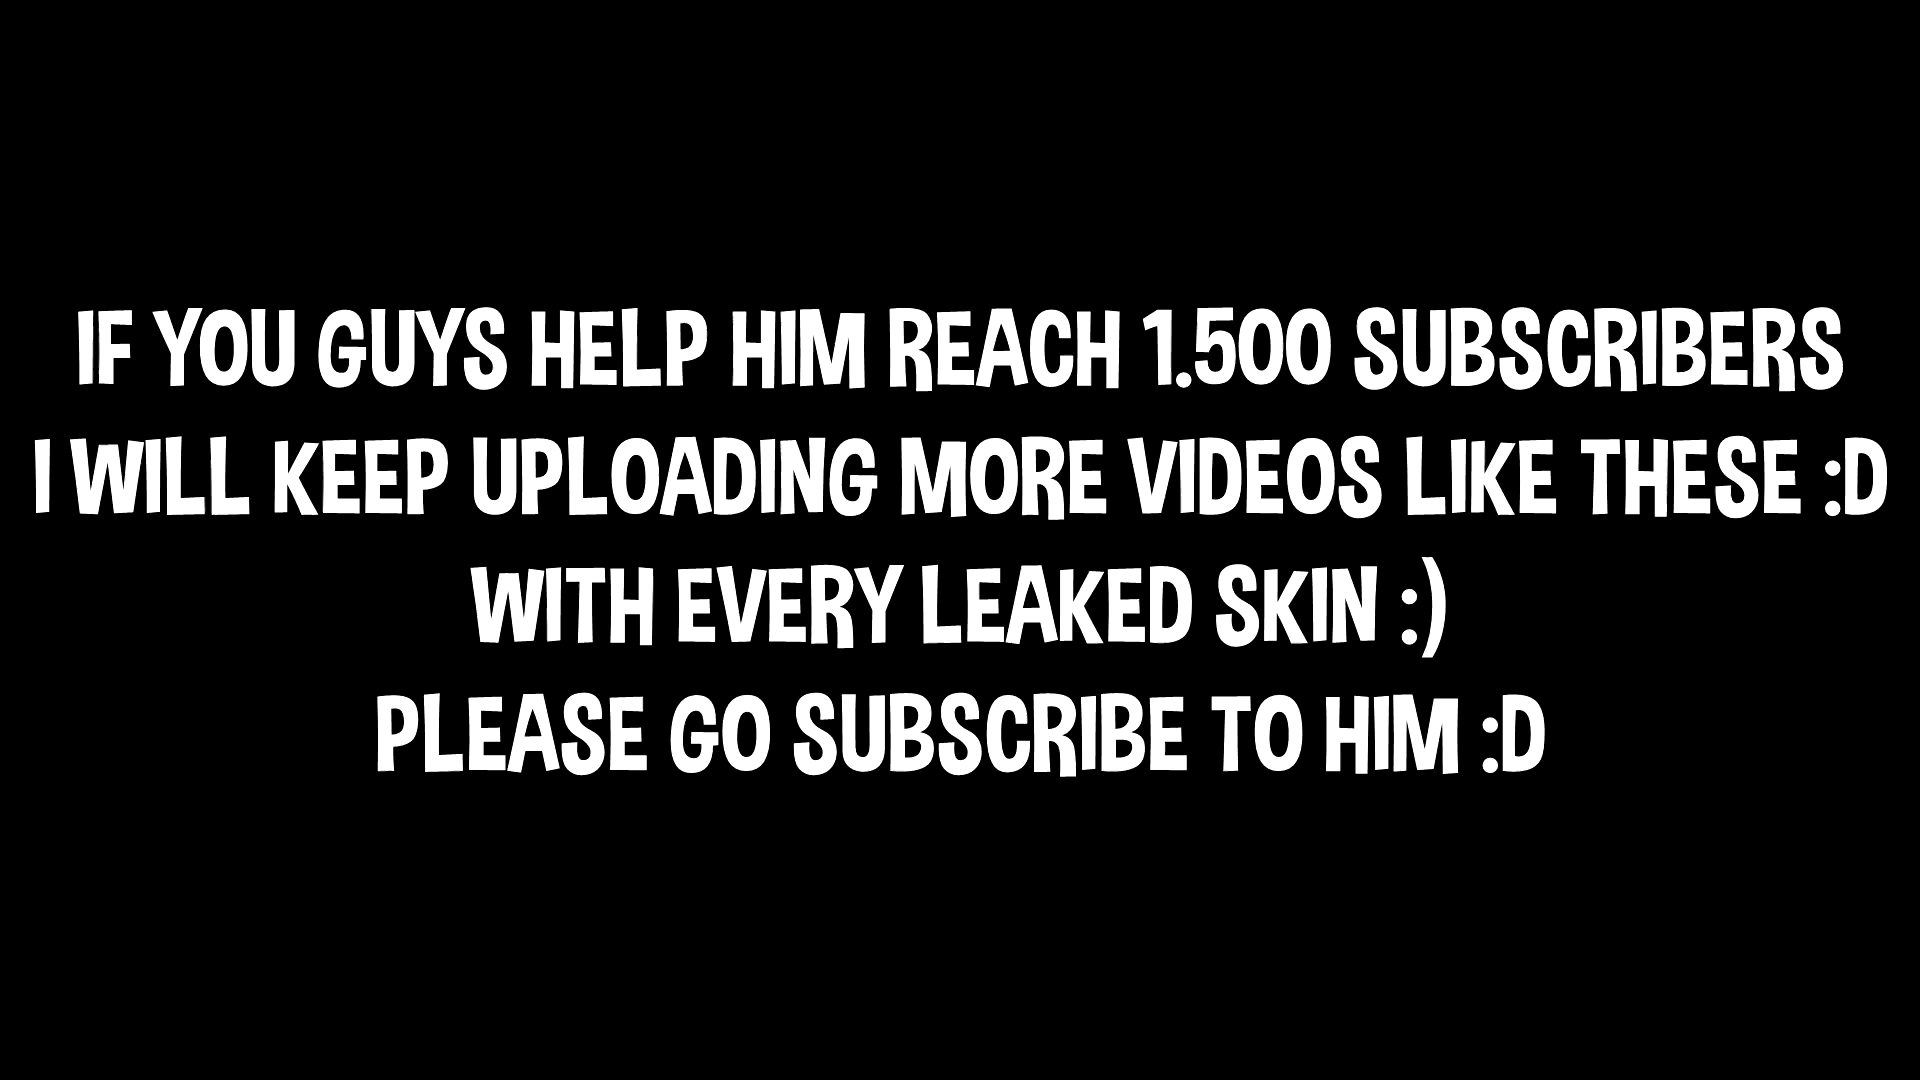 IF YOU GUYS HELP HIM REACH 1.500 SUBSCRIBERS
I WILL KEEP UPLOADING MORE VIDEOS LIKE THESE :D
WITH EVERY LEAKED SKIN :)
PLEASE GO SUBSCRIBE TO HIM :D